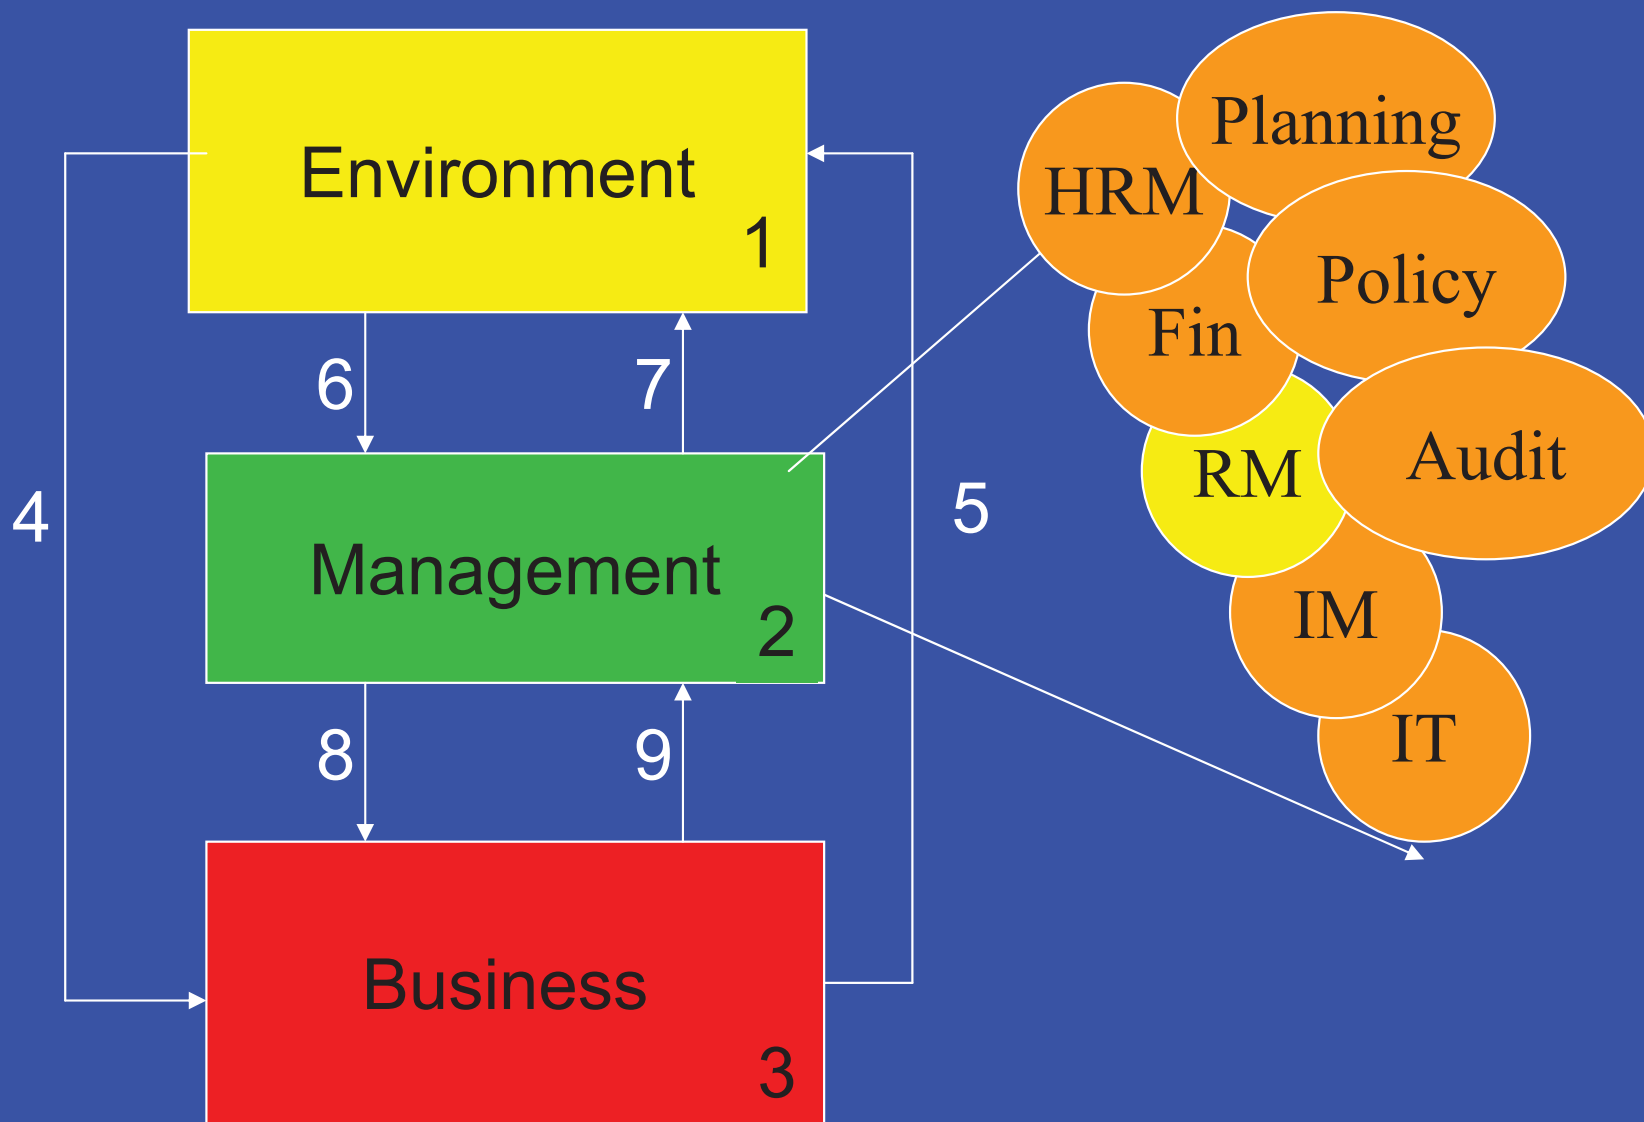 Environment
1
6
7
4
5
Management
2
8
9
Business
3
Planning
HRM
Policy
Fin
Audit
RM
IM
IT